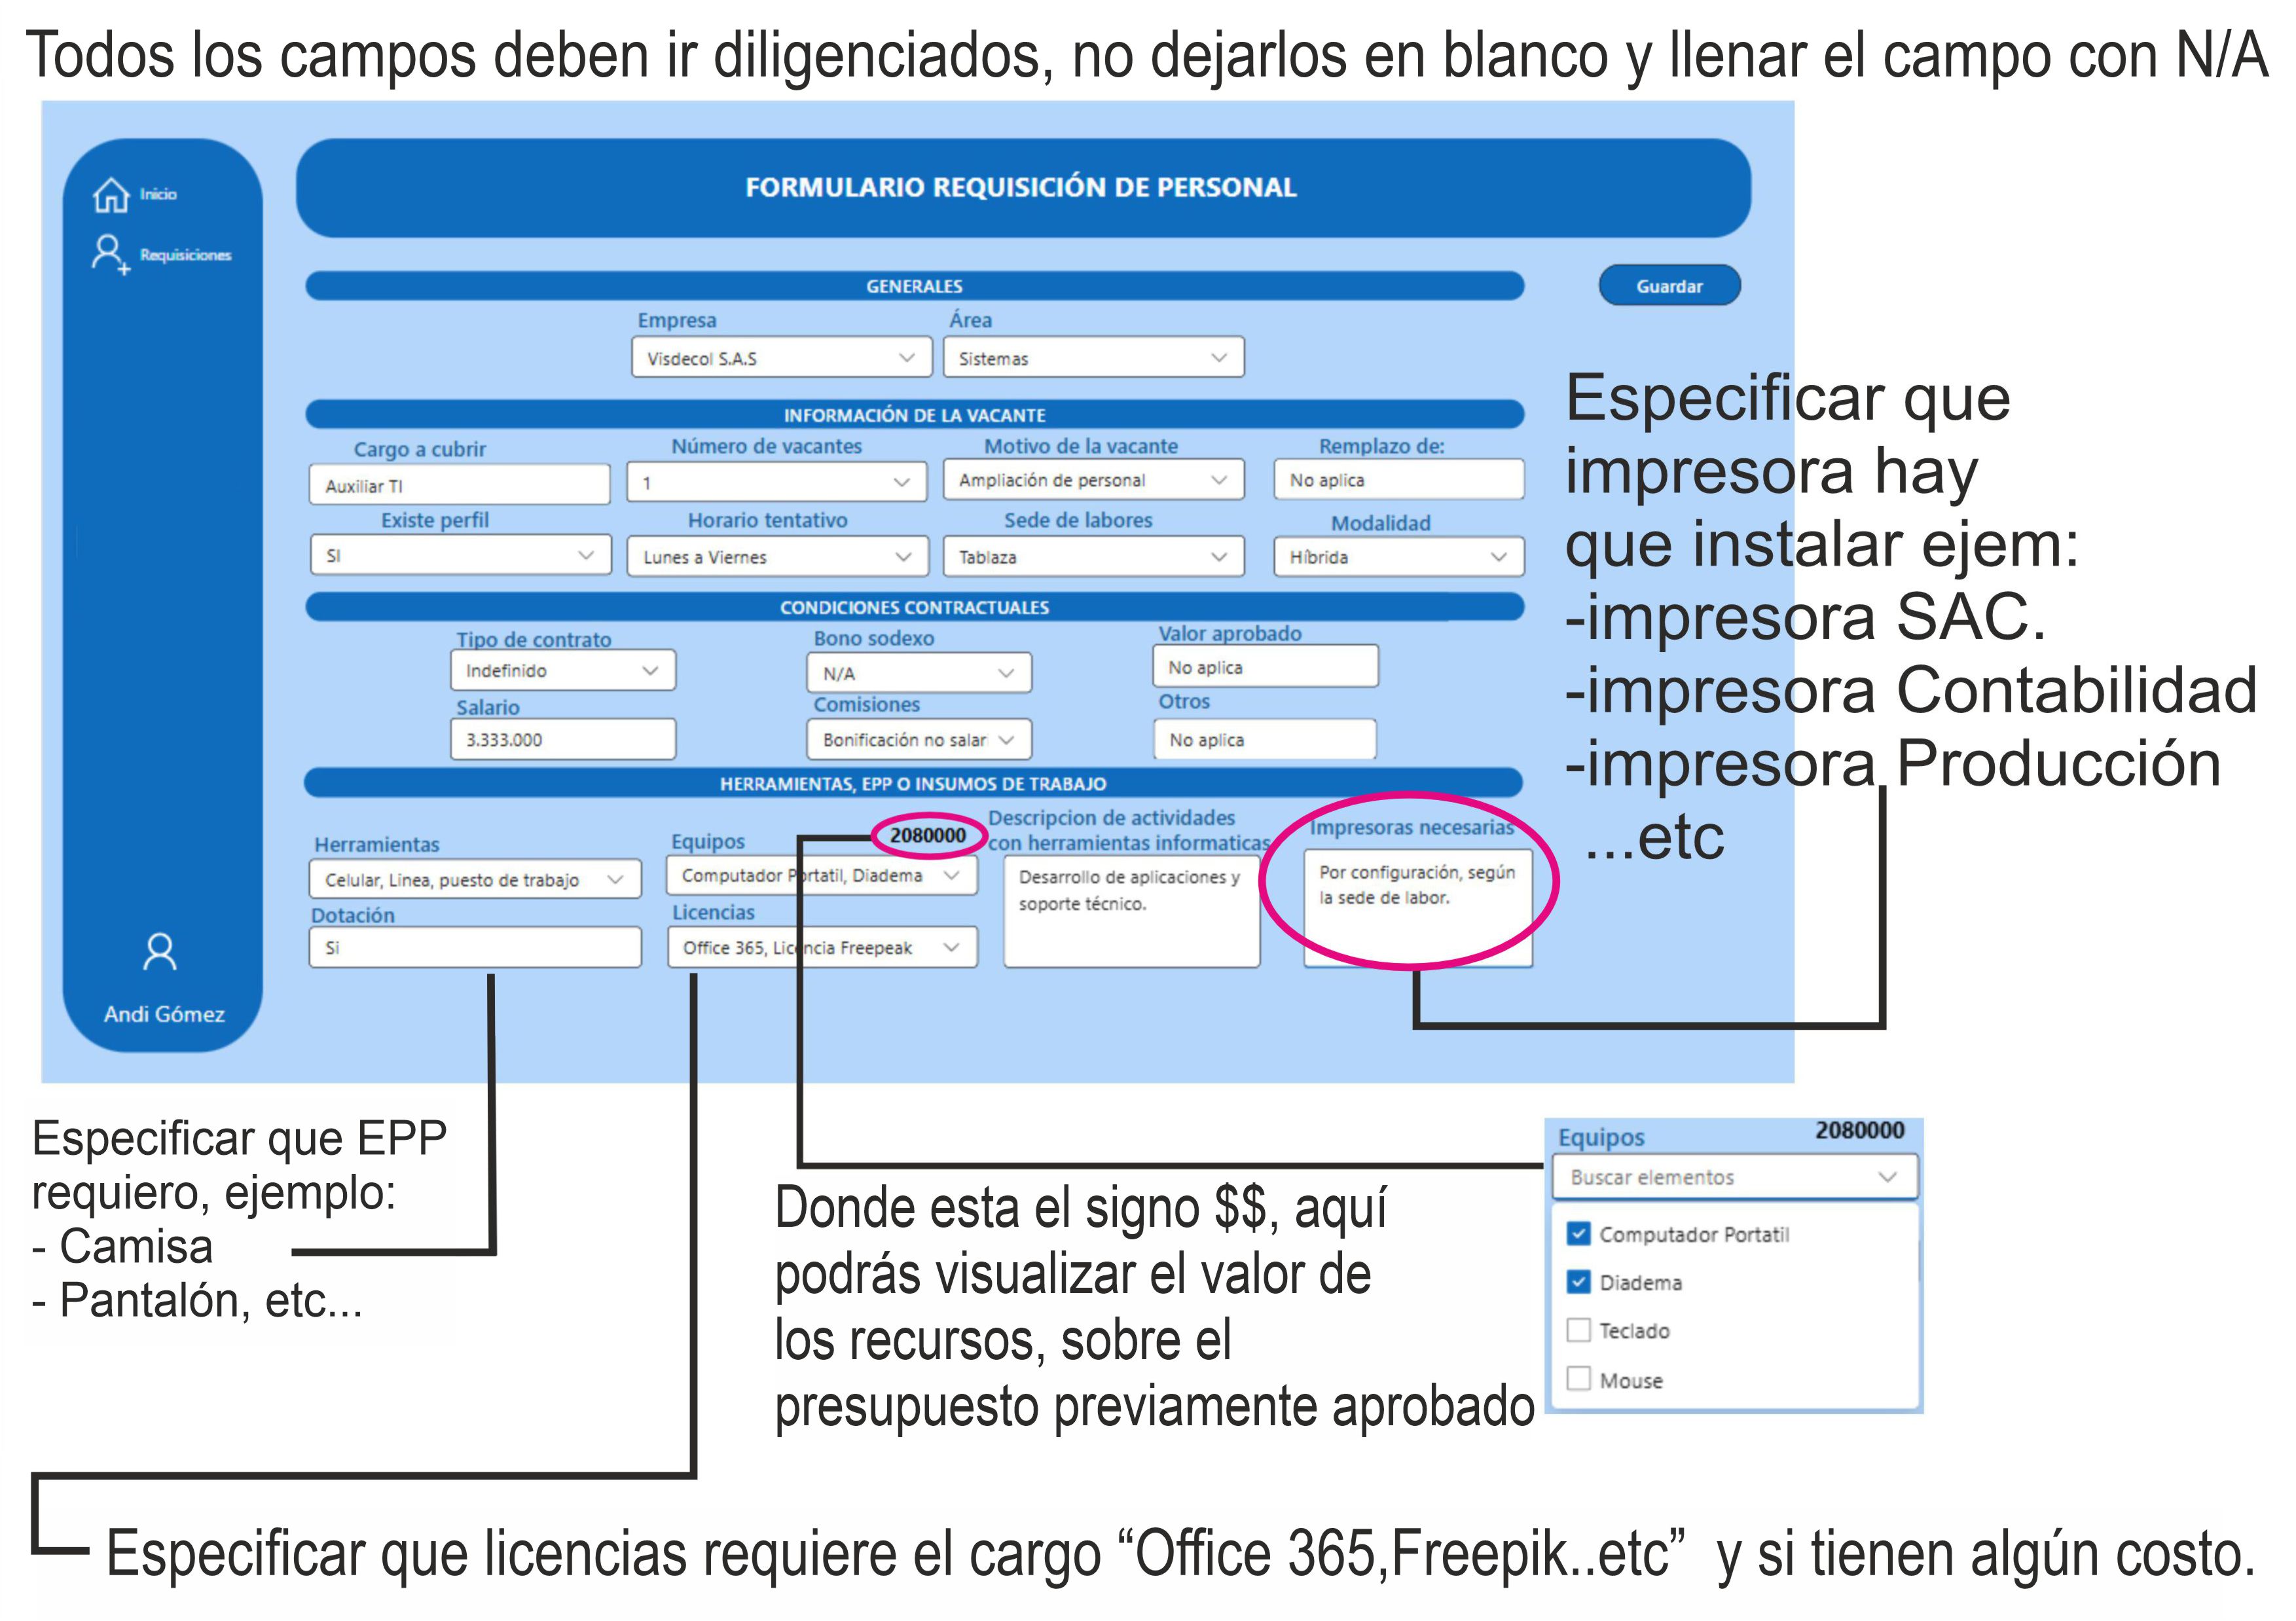 Todos los campos deben ir diligenciados, no dejarlos en blanco y llenar el campo con N/A
Inicio
Requisiciones
FORMULARIO REQUISICIÓN DE PERSONAL
GENERALES
Guardar
Empresa
Área
Visdecol S.A.S
Sistemas
INFORMACIÓN DE LA VACANTE
Cargo a cubrir
Número de vacantes
Motivo de la vacante
Remplazo de:
Auxiliar TI
1
Ampliación de personal
No aplica
Existe perfil
Horario tentativo
Sede de labores
Modalidad
SI
Lunes a Viernes
Tablaza
Híbrida
CONDICIONES CONTRACTUALES
Tipo de contrato
Bono sodexo
Valor aprobado
Indefinido
N/A
No aplica
Salario
Comisiones
Otros
3.333.000
Bonificación no salar
No aplica
HERRAMIENTAS, EPP O INSUMOS DE TRABAJO
Herramientas
Equipos
2080000
Descripcion de actividades
con herramientas informaticas
Impresoras necesarias
Celular, Linea, puesto de trabajo
Computador Portatil, Diadema
Desarrollo de aplicaciones y
soporte técnico.
Por configuración, según
la sede de labor.
Dotación
Licencias
Si
Office 365, Licencia Freepeak
Andi Gómez
Especificar que
impresora hay
que instalar ejem:
-impresora SAC.
-impresora Contabilidad
-impresora Producción
...etc
Especificar que EPP
requiero, ejemplo:
- Camisa
- Pantalón, etc...
Donde esta el signo $$, aquí
podrás visualizar el valor de
los recursos, sobre el
presupuesto previamente aprobado
Equipos
2080000
Buscar elementos
Computador Portatil
Diadema
Teclado
Mouse
Especificar que licencias requiere el cargo “Office 365,Freepik..etc” y si tienen algún costo.